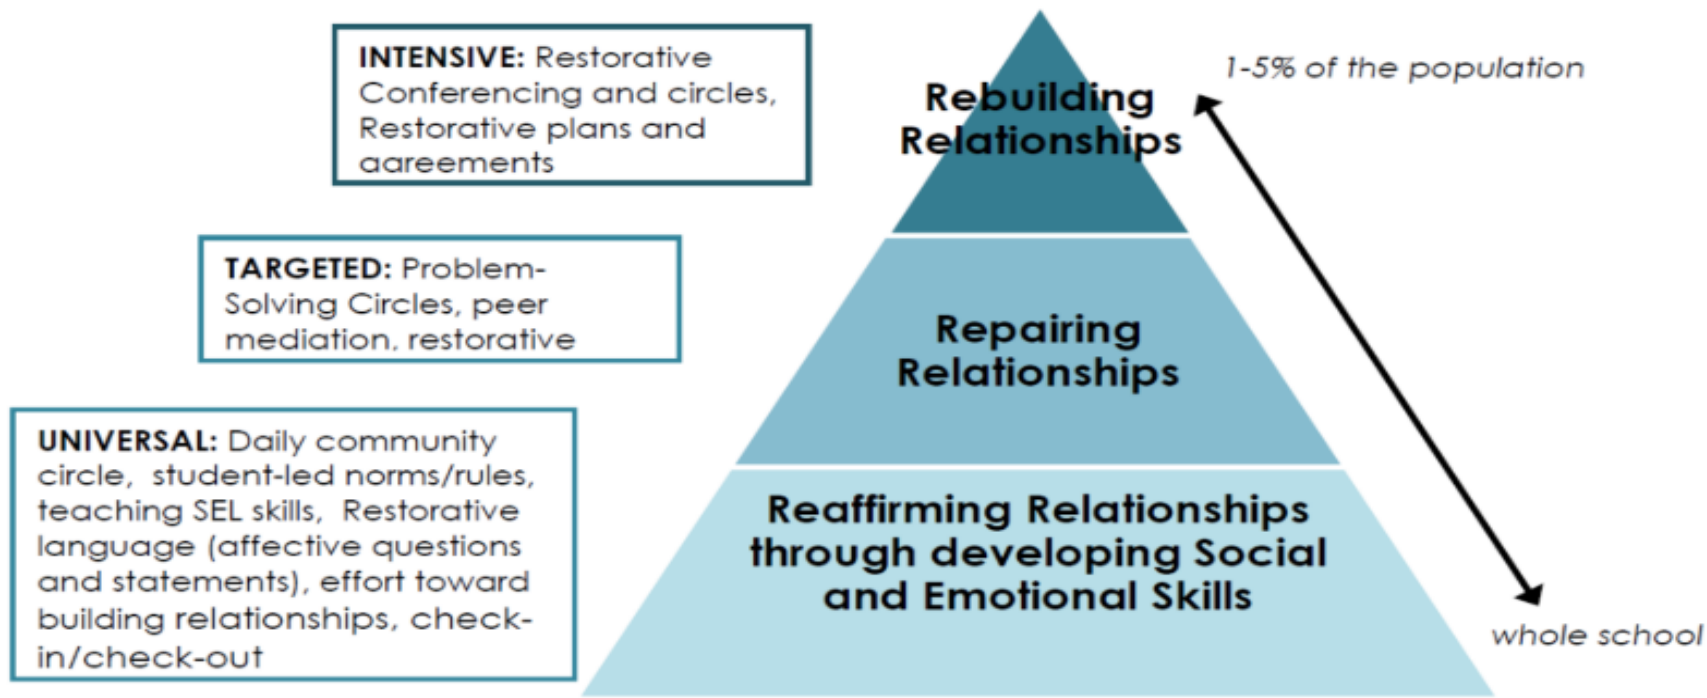 INTENSIVE: Restorative
Conferencing and circles,
Restorative plans and
aareements
TARGETED: Problem-
Solving Circles, peer
mediation, restorative
UNIVERSAL: Daily community
circle, student-led norms/rules,
teaching SEL skills, Restorative
language (affective questions
and statements), effort toward
building relationships, check-
in/check-out
Rebuilding
Relationships
Repairing
Relationships
Reaffirming Relationships
through developing Social
and Emotional Skills
1-5% of the population
whole school